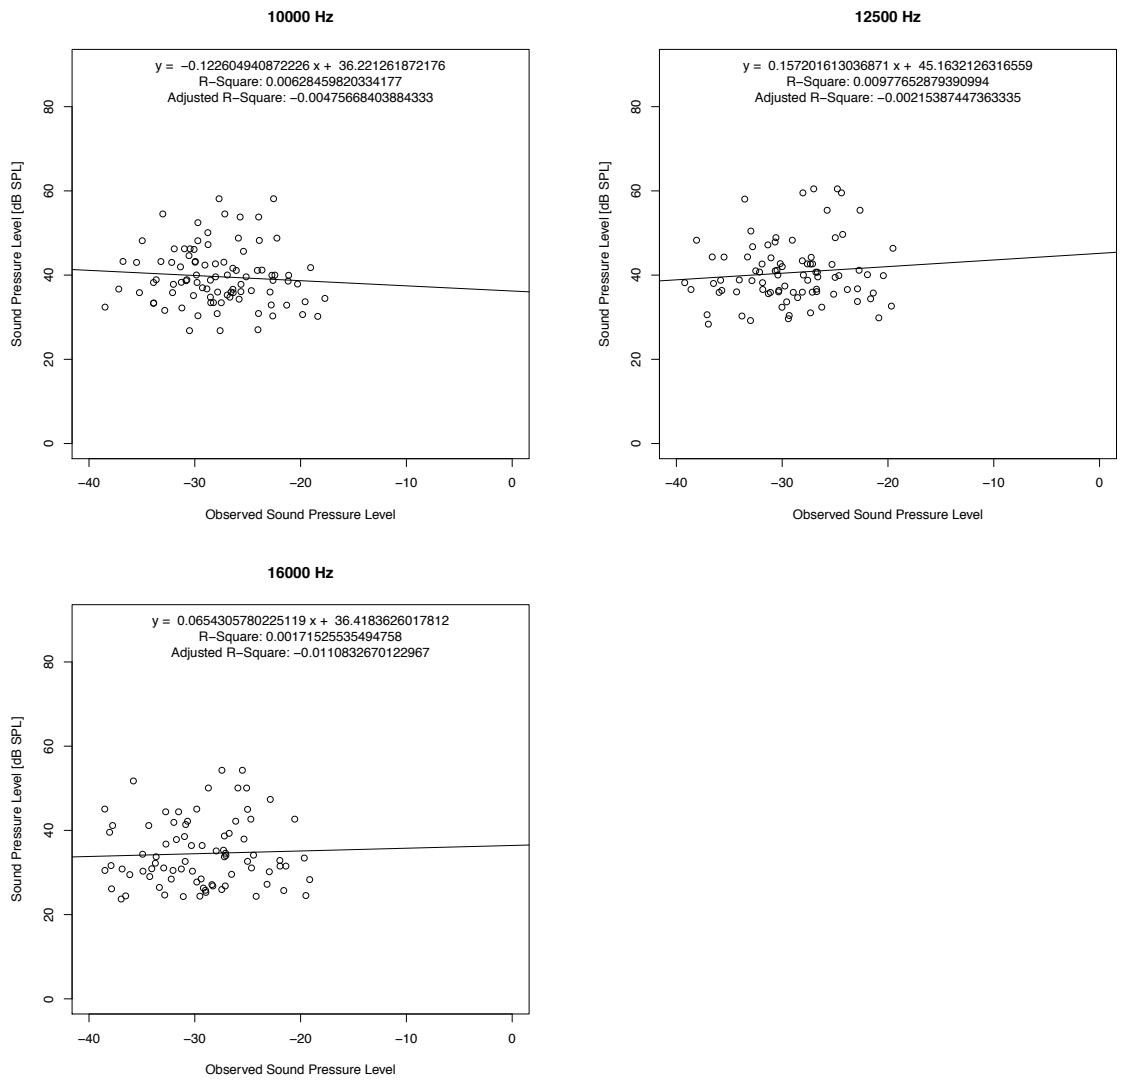 10000 Hz
y = −0.122604940872226 x + 36.221261872176
R−Square: 0.00628459820334177
Adjusted R−Square: −0.00475668403884333
Sound Pressure Level [dB SPL]
80
60
40
20
0
−40 −30 −20 −10 0
Observed Sound Pressure Level
12500 Hz
y = 0.157201613036871 x + 45.1632126316559
R−Square: 0.00977652879390994
Adjusted R−Square: −0.00215387447363335
Sound Pressure Level [dB SPL]
80
60
40
20
0
−40 −30 −20 −10 0
Observed Sound Pressure Level
16000 Hz
y = 0.0654305780225119 x + 36.4183626017812
R−Square: 0.00171525535494758
Adjusted R−Square: −0.0110832670122967
Sound Pressure Level [dB SPL]
80
60
40
20
0
−40 −30 −20 −10 0
Observed Sound Pressure Level